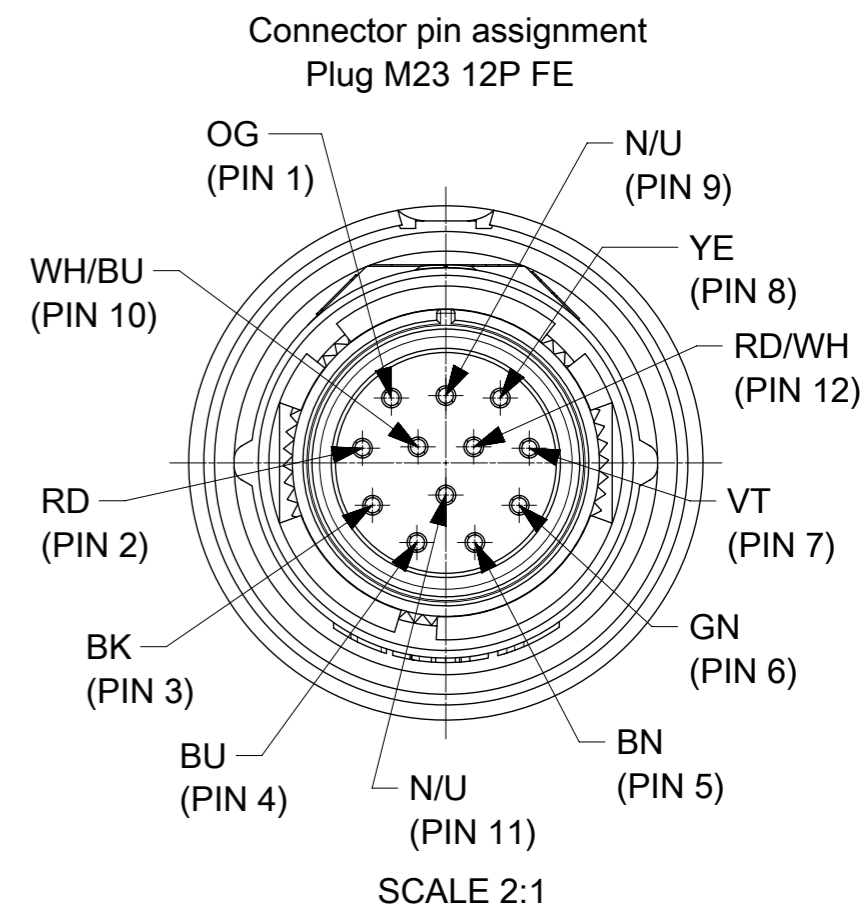 Connector pin assignment
Plug M23 12P FE
OG
(PIN 1)
N/U
(PIN 9)
YE
(PIN 8)
WH/BU
(PIN 10)
RD/WH
(PIN 12)
RD
(PIN 2)
VT
(PIN 7)
BK
(PIN 3)
GN
(PIN 6)
BU
(PIN 4)
N/U
(PIN 11)
BN
(PIN 5)
SCALE 2:1